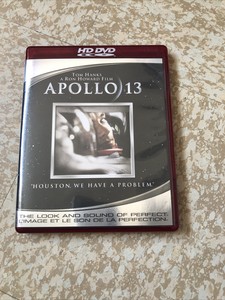 HD DVD
TOM HANKS
A RON HOWARD FILM
APOLLO 13
"HOUSTON, WE HAVE A PROBLEM"
THE LOOK AND SOUND OF PERFECT.
L'IMAGE ET LE SON DE LA PERFECTION.